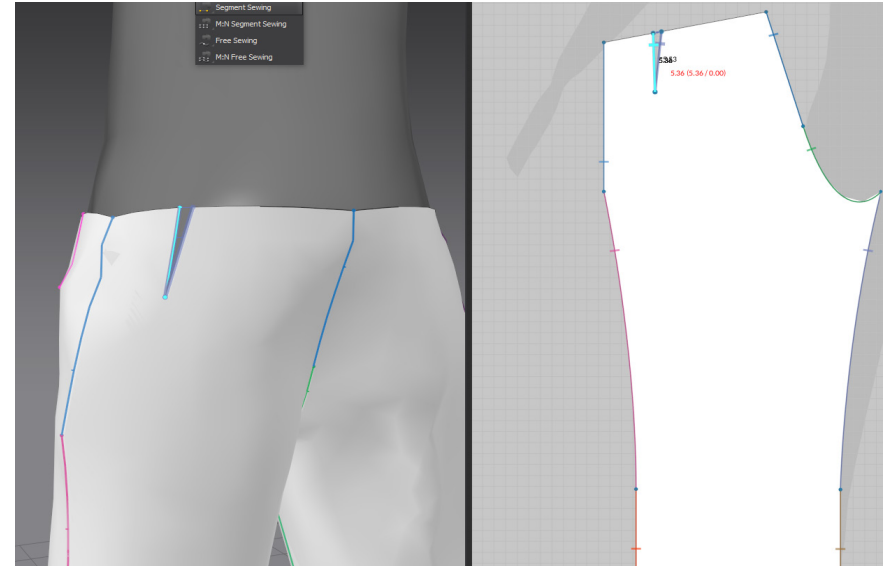 Segment Sewing
M:N Segment Sewing
Free Sewing
M:N Free Sewing
5.36 (5.36 / 0.00)